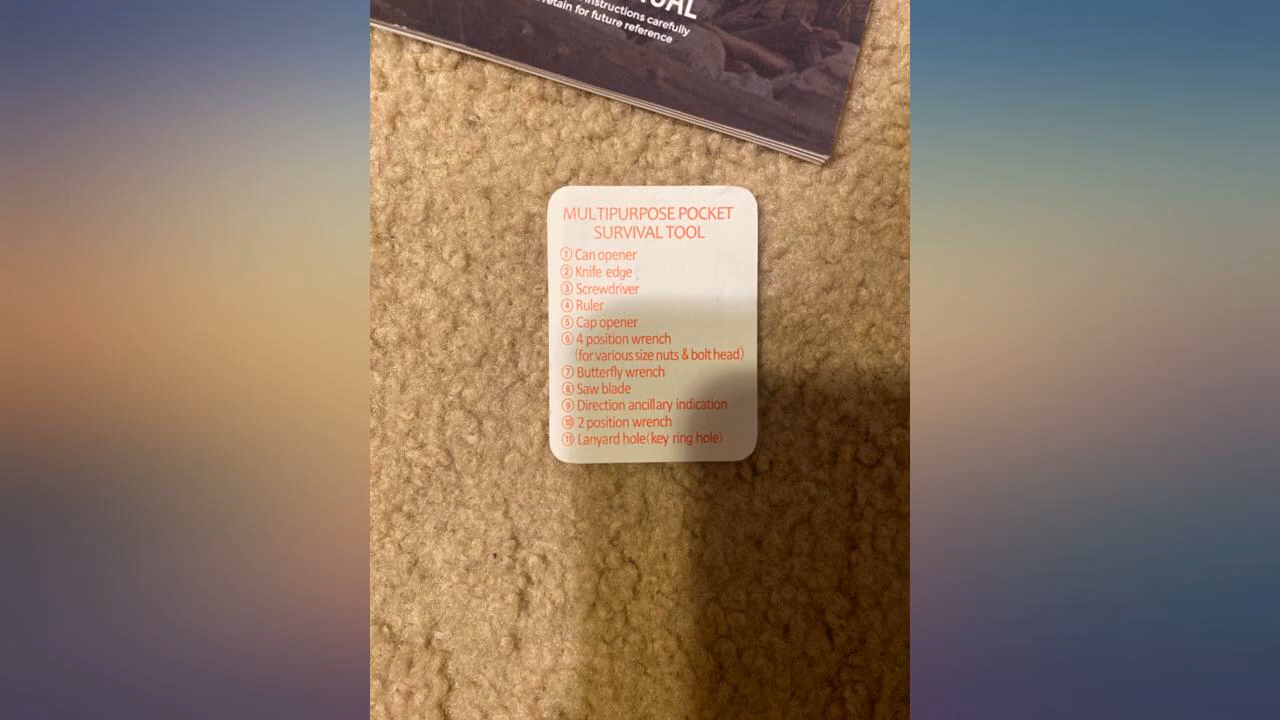 instructions carefully
retain for future reference
MULTIPURPOSE POCKET
SURVIVAL TOOL
① Can opener
② Knife edge
③ Screwdriver
④ Ruler
⑤ Cap opener
⑥ 4 position wrench
(for various size nuts & bolt head)
⑦ Butterfly wrench
⑧ Saw blade
⑨ Direction ancillary indication
⑩ 2 position wrench
⑪ Lanyard hole(key ring hole)